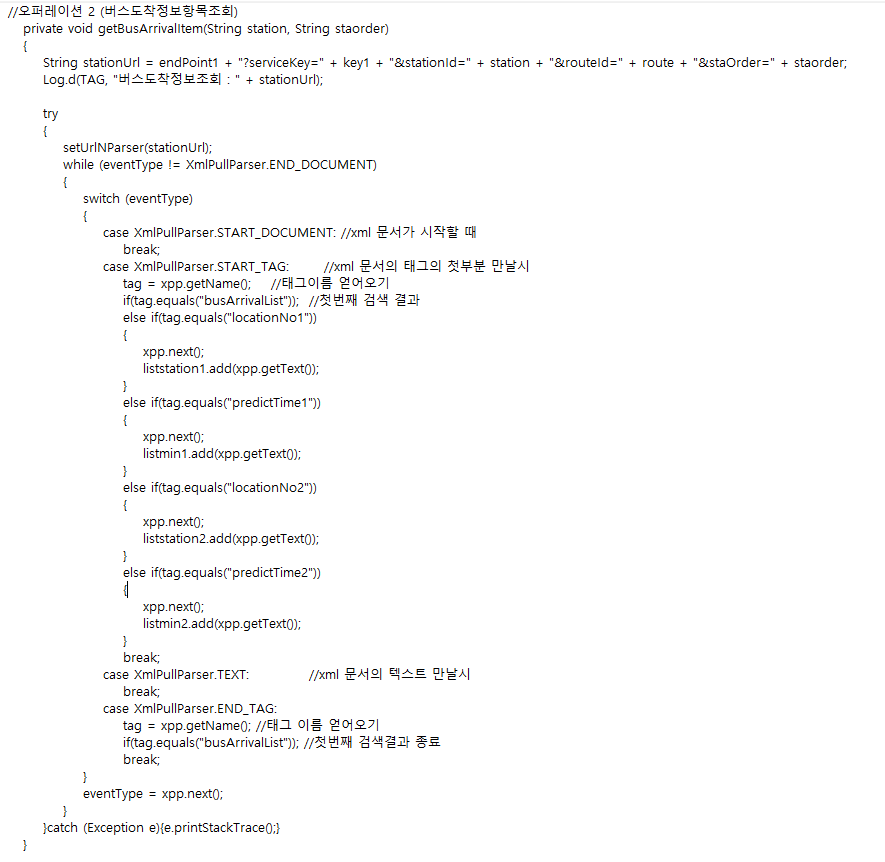 //오퍼레이션 2 (버스도착정보항목조회)
private void getBusArrivalItem(String station, String staorder)
{
String stationUrl = endPoint1 + "?serviceKey=" + key1 + "&stationId=" + station + "&routeId=" + route + "&staOrder=" + staorder;
Log.d(TAG, "버스도착정보조회 : " + stationUrl);
try
{
setUrlNParser(stationUrl);
while (eventType != XmlPullParser.END_DOCUMENT)
{
switch (eventType)
{
case XmlPullParser.START_DOCUMENT: //xml 문서가 시작할 때
break;
case XmlPullParser.START_TAG: //xml 문서의 태그의 첫부분 만날시
tag = xpp.getName(); //태그이름 얻어오기
if(tag.equals("busArrivalList")); //첫번째 검색 결과
else if(tag.equals("locationNo1"))
{
xpp.next();
liststation1.add(xpp.getText());
}
else if(tag.equals("predictTime1"))
{
xpp.next();
listmin1.add(xpp.getText());
}
else if(tag.equals("locationNo2"))
{
xpp.next();
liststation2.add(xpp.getText());
}
else if(tag.equals("predictTime2"))
{
xpp.next();
listmin2.add(xpp.getText());
}
break;
case XmlPullParser.TEXT: //xml 문서의 텍스트 만날시
break;
case XmlPullParser.END_TAG:
tag = xpp.getName(); //태그 이름 얻어오기
if(tag.equals("busArrivalList")); //첫번째 검색결과 종료
break;
}
eventType = xpp.next();
}
}catch (Exception e){e.printStackTrace();}
}